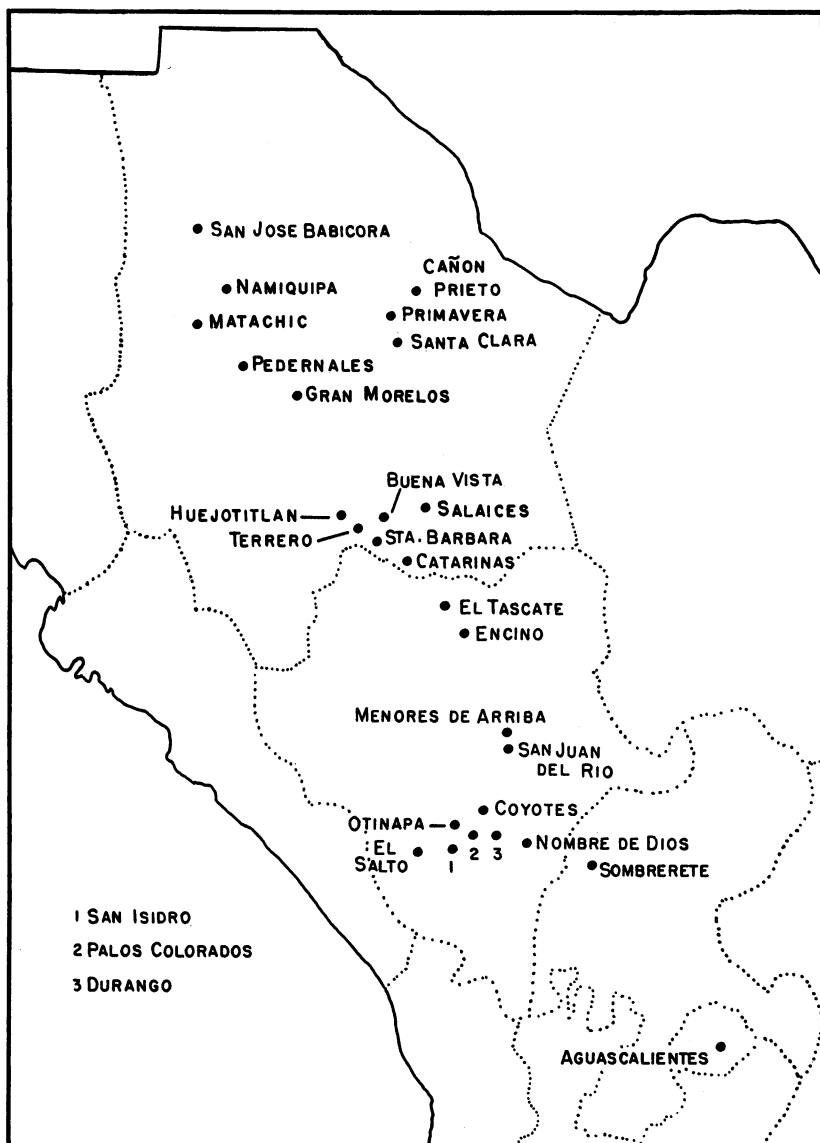 SAN JOSE BABICORA
CAÑON
PRIETO
NAMIQUIPA
PRIMAVERA
MATACHIC
SANTA CLARA
PEDERNALES
GRAN MORELOS
BUENA VISTA
HUEJOTITLAN
SALAICES
TERRERO
STA. BARBARA
CATARINAS
EL TASCATE
ENCINO
MENORES DE ARRIBA
SAN JUAN
DEL RIO
COYOTES
OTINAPA
EL
SALTO
1 2 3
NOMBRE DE DIOS
SOMBRERETE
1 SAN ISIDRO
2 PALOS COLORADOS
3 DURANGO
AGUASCALIENTES